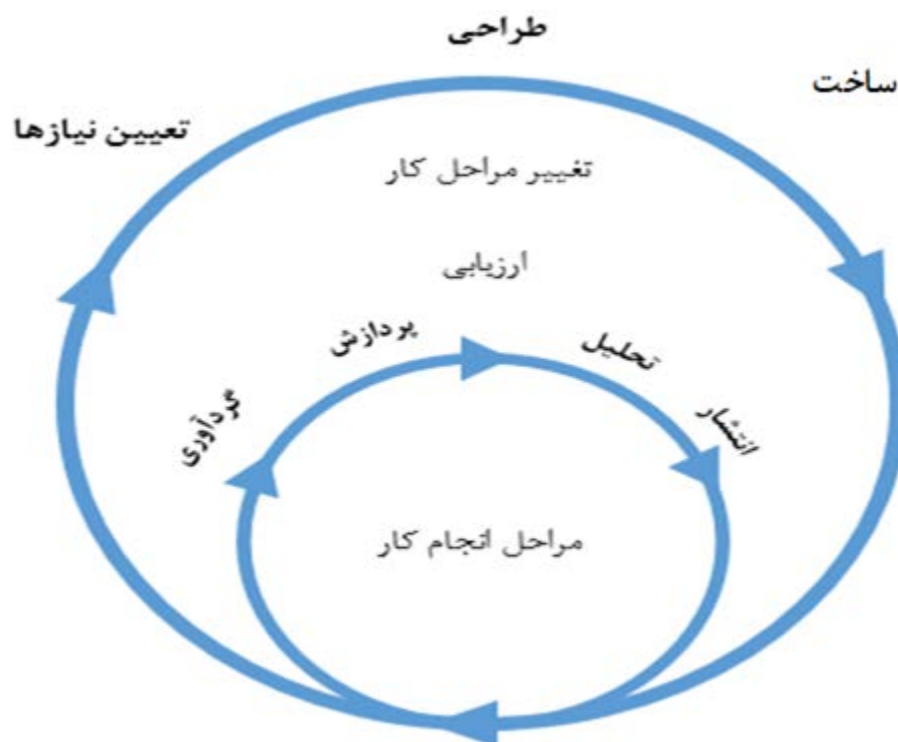 طراحی
ساخت
تعیین نیازها
تغییر مراحل کار
ارزیابی
پردازش
تحلیل
گردآوری
انتشار
مراحل انجام کار